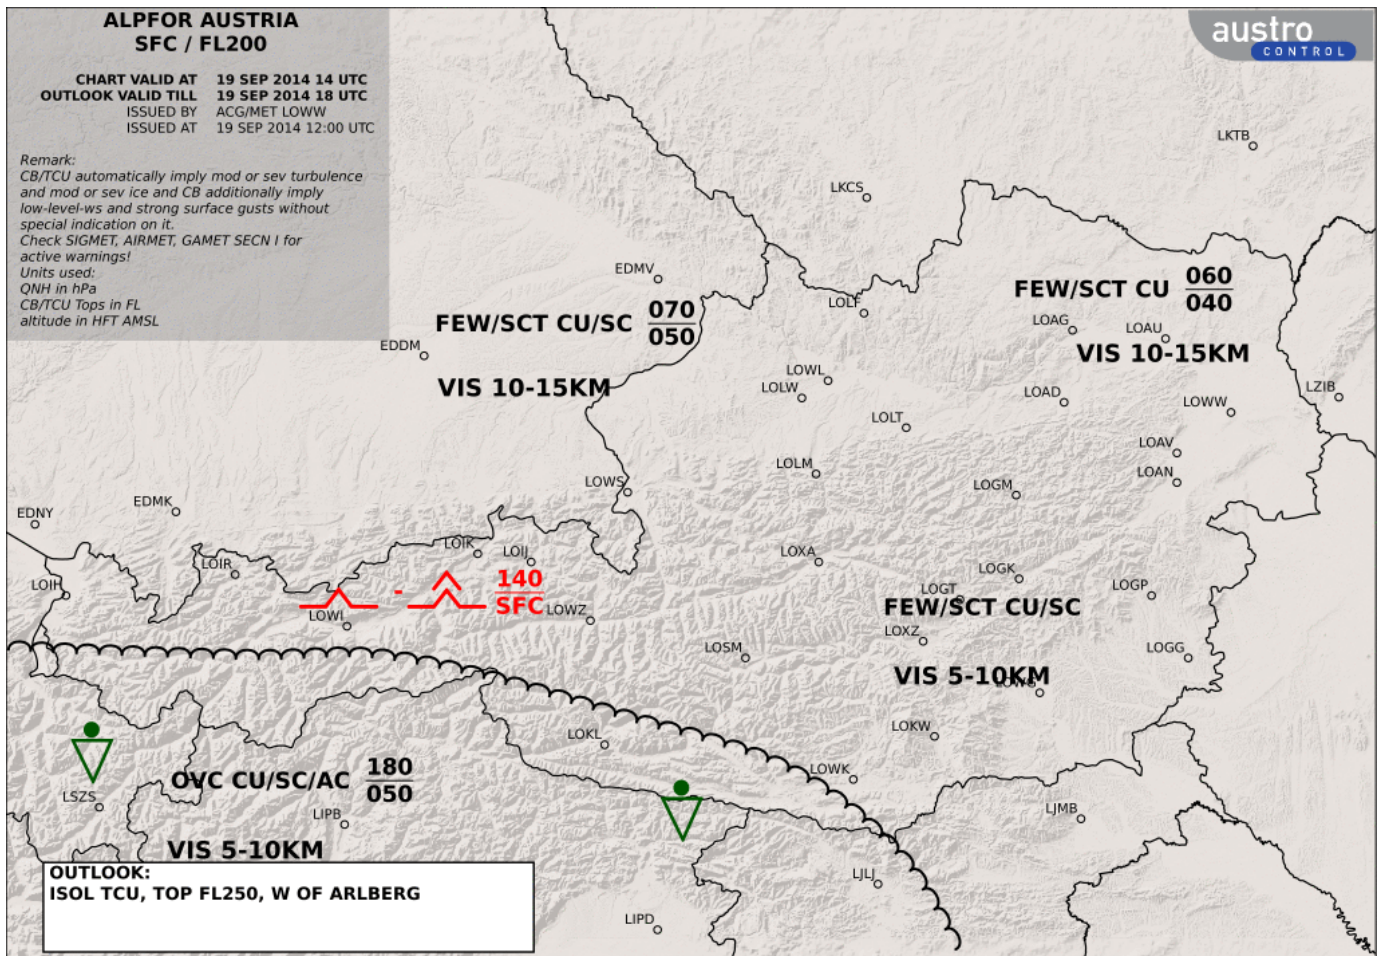 ALPFOR AUSTRIA
SFC / FL200
CHART VALID AT 19 SEP 2014 14 UTC
OUTLOOK VALID TILL 19 SEP 2014 18 UTC
ISSUED BY ACG/MET LOWW
ISSUED AT 19 SEP 2014 12:00 UTC
Remark:
CB/TCU automatically imply mod or sev turbulence
and mod or sev ice and CB additionally imply
low-level-ws and strong surface gusts without
special indication on it.
Check SIGMET, AIRMET, GAMET SECN I for
active warnings!
Units used:
QNH in hPa
CB/TCU Tops in FL
altitude in HFT AMSL
austro
CONTROL
LKTB
LKCS
EDMV
FEW/SCT CU 060
040
LOLF
FEW/SCT CU/SC 070
050
LOAG
LOAU
EDDM
VIS 10-15KM
VIS 10-15KM
LOWL
LOLW
LOAD
LOWW
LZIB
LOLT
LOAV
LOLM
LOAN
LOWS
LOGM
EDMK
EDNY
LOIK
LOIJ
LOXA
LOIR
LOGK
LOIH
LOGT
LOGP
140
SFC
LOWI
LOWZ
FEW/SCT CU/SC
LOXZ
LOSM
LOGG
VIS 5-10KM
LOWG
LOKW
LOKL
OVC CU/SC/AC 180
050
LOWK
LSZS
LIPB
LJMB
VIS 5-10KM
LJLJ
OUTLOOK:
ISOL TCU, TOP FL250, W OF ARLBERG
LIPD